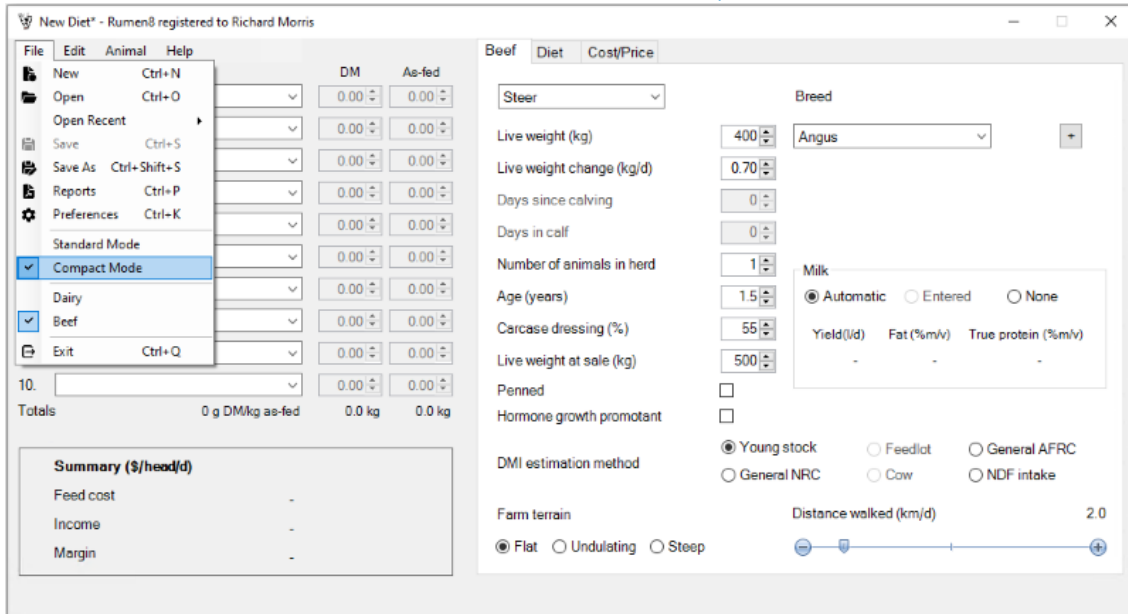 New Diet* - Rumen8 registered to Richard Morris
File Edit Animal Help
New Ctrl+N
Open Ctrl+O
Open Recent
Save Ctrl+S
Save As Ctrl+Shift+S
Reports Ctrl+P
Preferences Ctrl+K
Standard Mode
Compact Mode
Dairy
Beef
Exit Ctrl+Q
DM As-fed
0.00 0.00
0.00 0.00
0.00 0.00
0.00 0.00
0.00 0.00
0.00 0.00
0.00 0.00
0.00 0.00
0.00 0.00
10. 0.00 0.00
Totals 0 g DM/kg as-fed 0.0 kg 0.0 kg
Summary ($/head/d)
Feed cost -
Income -
Margin -
Beef Diet Cost/Price
Steer Breed
Live weight (kg) 400 Angus +
Live weight change (kg/d) 0.70
Days since calving 0
Days in calf 0
Number of animals in herd 1
Age (years) 1.5
Carcase dressing (%) 55
Live weight at sale (kg) 500
Milk
Automatic Entered None
Yield(l/d) Fat (%m/v) True protein (%m/v)
- - -
Penned
Hormone growth promotant
DMI estimation method
Young stock Feedlot General AFRC
General NRC Cow NDF intake
Farm terrain Distance walked (km/d) 2.0
Flat Undulating Steep